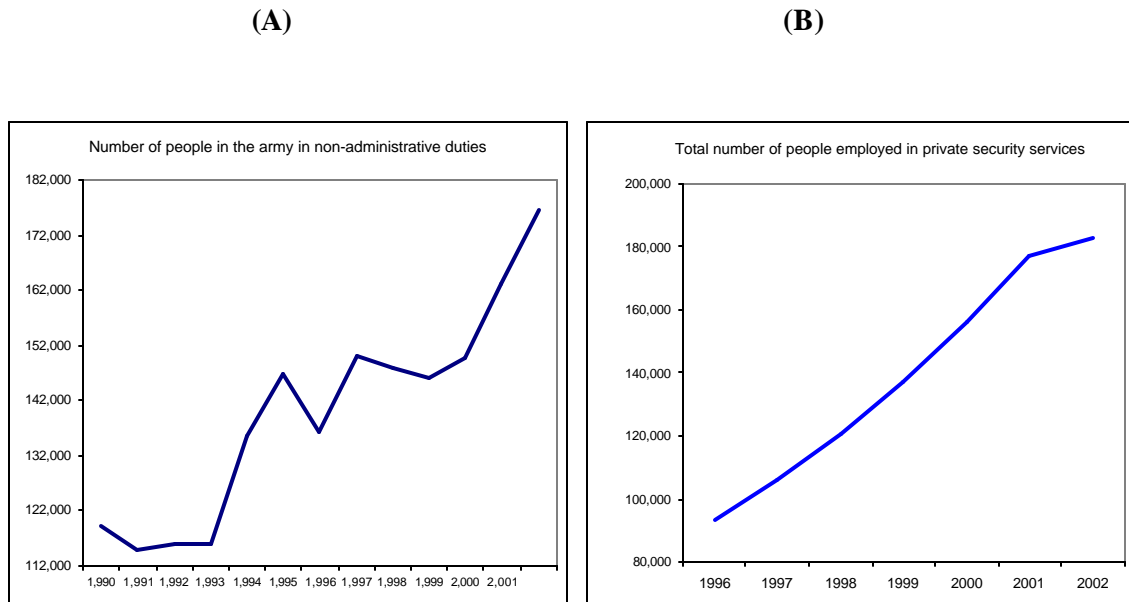 (A)
(B)
Number of people in the army in non-administrative duties
182,000
172,000
162,000
152,000
142,000
132,000
122,000
112,000
1,990 1,991 1,992 1,993 1,994 1,995 1,996 1,997 1,998 1,999 2,000 2,001
Total number of people employed in private security services
200,000
180,000
160,000
140,000
120,000
100,000
80,000
1996 1997 1998 1999 2000 2001 2002